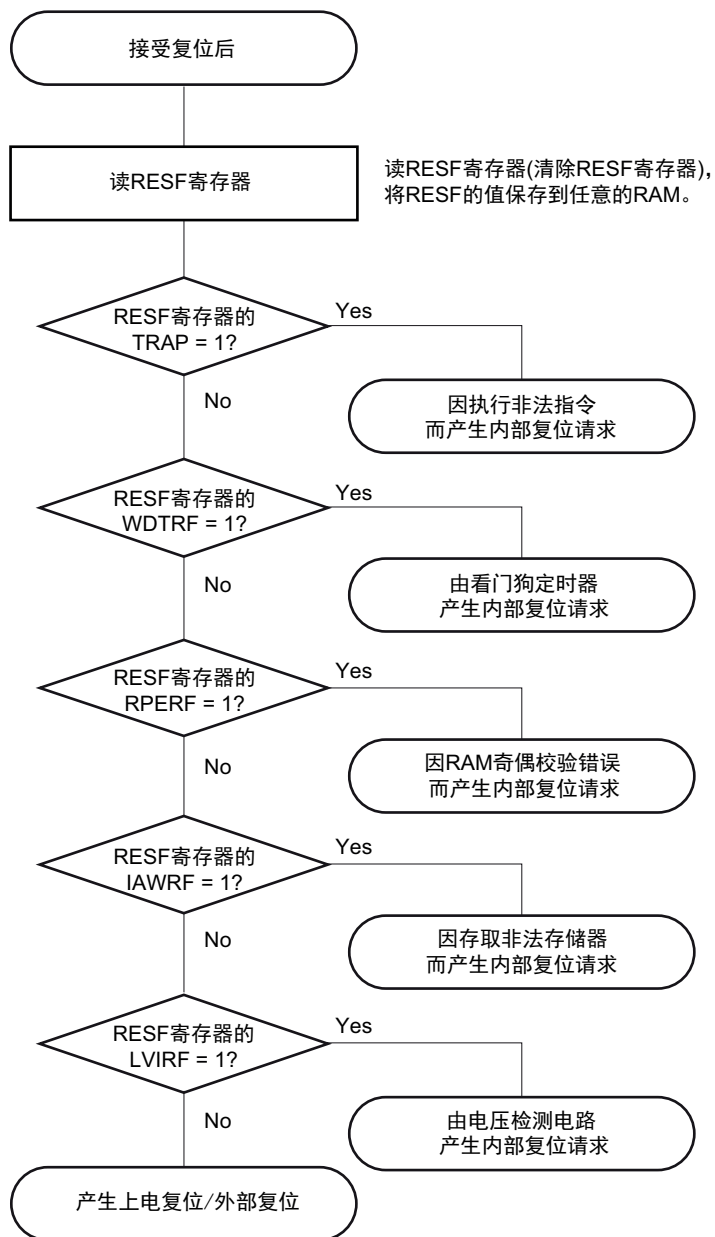 接受复位后
读RESF寄存器
读RESF寄存器(清除RESF寄存器),
将RESF的值保存到任意的RAM。
RESF寄存器的
TRAP = 1?
Yes
No
因执行非法指令
而产生内部复位请求
RESF寄存器的
WDTRF = 1?
Yes
No
由看门狗定时器
产生内部复位请求
RESF寄存器的
RPERF = 1?
Yes
No
因RAM奇偶校验错误
而产生内部复位请求
RESF寄存器的
IAWRF = 1?
Yes
No
因存取非法存储器
而产生内部复位请求
RESF寄存器的
LVIRF = 1?
Yes
No
由电压检测电路
产生内部复位请求
产生上电复位/外部复位